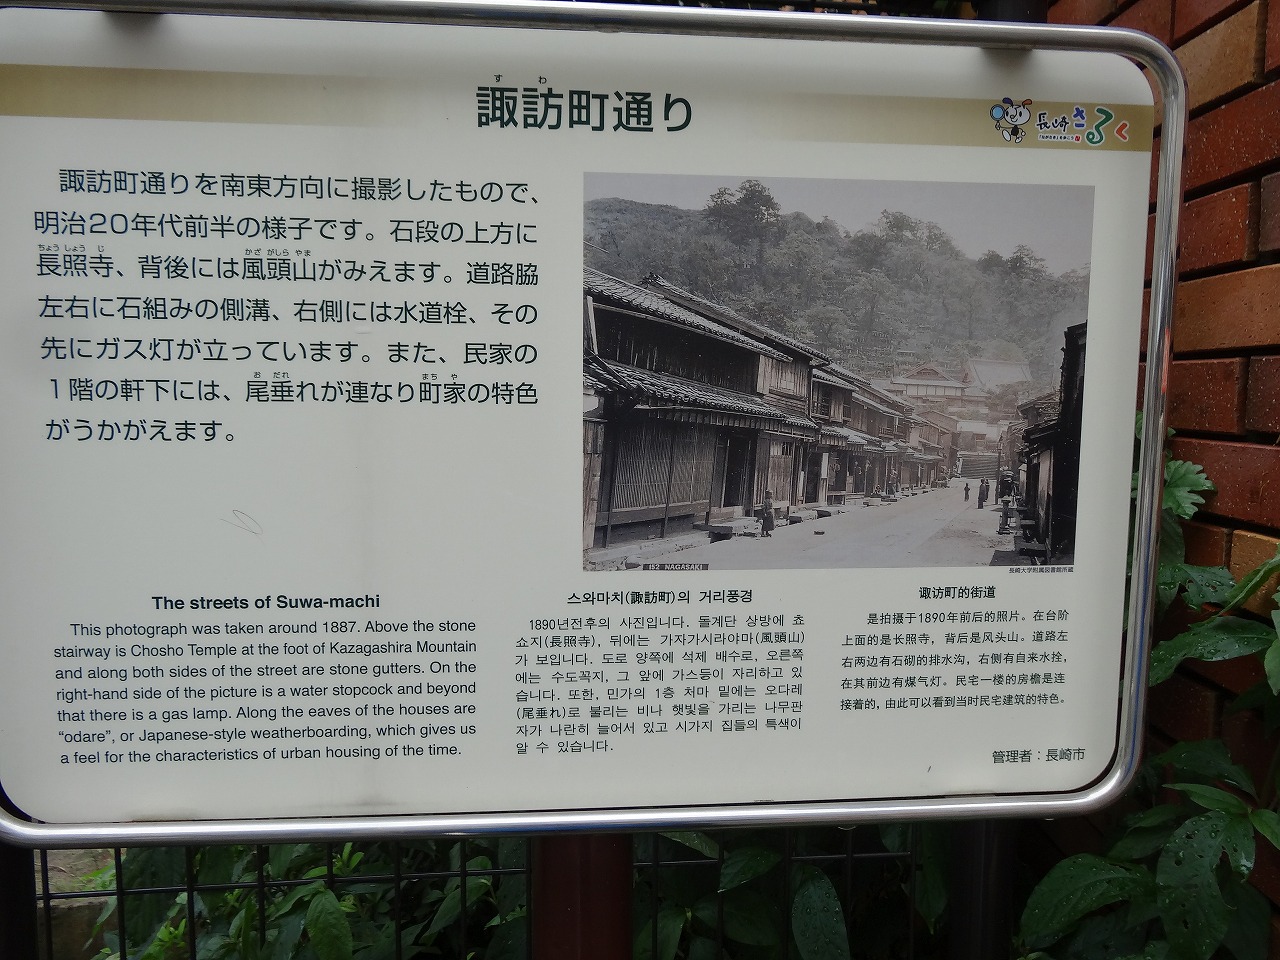 諏訪町通り
すわ
長崎さるく
諏訪町通りを南東方向に撮影したもので、
明治20年代前半の様子です。石段の上方に
ちょうしょうじ かざがしらやま
長照寺、背後には風頭山がみえます。道路脇
左右に石組みの側溝、右側には水道栓、その
先にガス灯が立っています。また、民家の
おだれ まちや
1階の軒下には、尾垂れが連なり町家の特色
がうかがえます。
152 NAGASAKI
長崎大学附属図書館所蔵
The streets of Suwa-machi
This photograph was taken around 1887. Above the stone
stairway is Chosho Temple at the foot of Kazagashira Mountain
and along both sides of the street are stone gutters. On the
right-hand side of the picture is a water stopcock and beyond
that there is a gas lamp. Along the eaves of the houses are
“odare”, or Japanese-style weatherboarding, which gives us
a feel for the characteristics of urban housing of the time.
스와마치(諏訪町)의 거리풍경
1890년전후의 사진입니다. 돌계단 상방에 쵸
쇼지(長照寺), 뒤에는 가자가시라야마(風頭山)
가 보입니다. 도로 양쪽에 석제 배수로, 오른쪽
에는 수도꼭지, 그 앞에 가스등이 자리하고 있
습니다. 또한, 민가의 1층 처마 밑에는 오다레
(尾垂れ)로 불리는 비나 햇빛을 가리는 나무판
자가 나란히 늘어서 있고 시가지 집들의 특색이
알 수 있습니다.
诹访町的街道
是拍摄于1890年前后的照片。在台阶
上面的是长照寺，背后是风头山。道路左
右两边有石砌的排水沟，右侧有自来水拴，
在其前边有煤气灯。民宅一楼的房檐是连
接着的，由此可以看到当时民宅建筑的特色。
管理者：長崎市